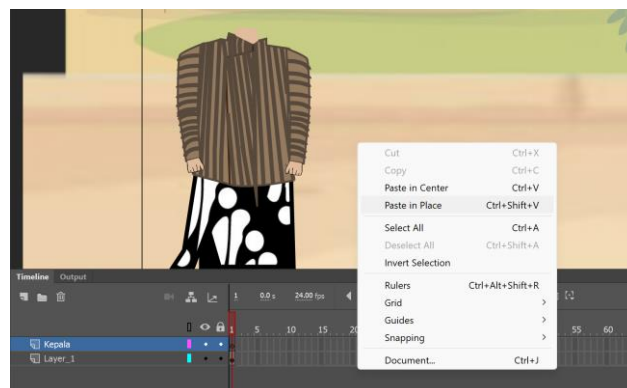 Cut Ctrl+X
Copy Ctrl+C
Paste in Center Ctrl+V
Paste in Place Ctrl+Shift+V
Select All Ctrl+A
Deselect All Ctrl+Shift+A
Invert Selection
Rulers Ctrl+Alt+Shift+R
Grid >
Guides >
Snapping >
Document... Ctrl+J
Timeline Output
1 0.0 s 24.00 fps
1 5 10 15 20 55 60
Kepala
Layer_1